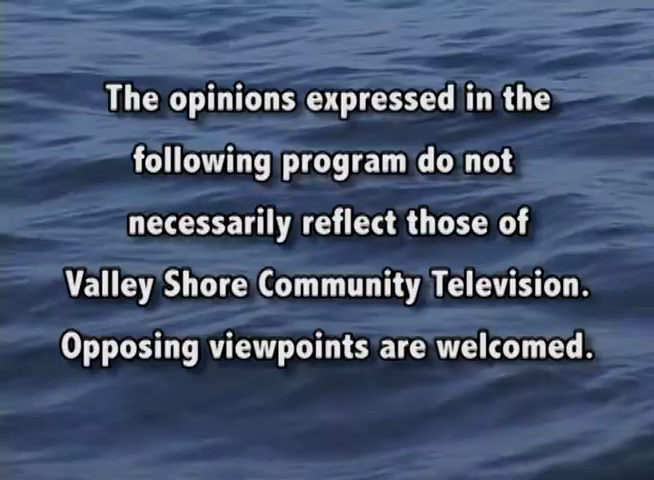 The opinions expressed in the
following program do not
necessarily reflect those of
Valley Shore Community Television.
Opposing viewpoints are welcomed.